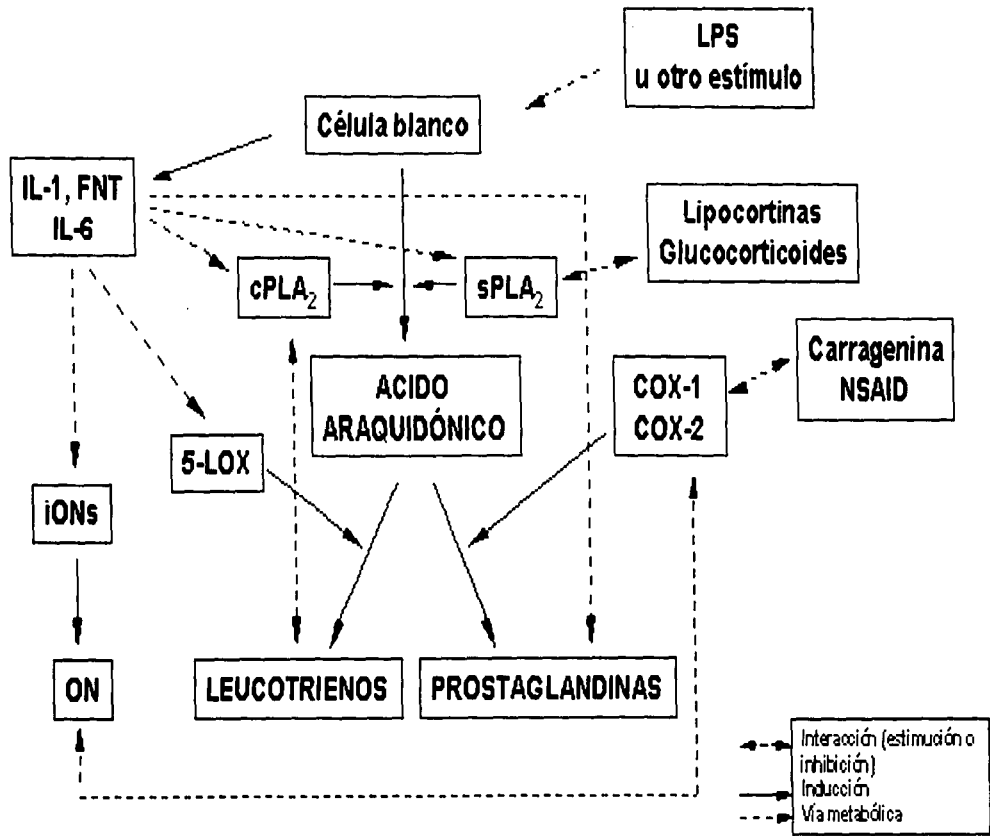 LPS
u otro estímulo
Célula blanco
IL-1, FNT
IL-6
Lipocortinas
Glucocorticoides
cPLA₂
sPLA₂
Carragenina
NSAID
ACIDO
ARAQUIDÓNICO
COX-1
COX-2
5-LOX
iONs
ON
LEUCOTRIENOS
PROSTAGLANDINAS
Interacción (estimución o
inhibición)
Inducción
Vía metabólica